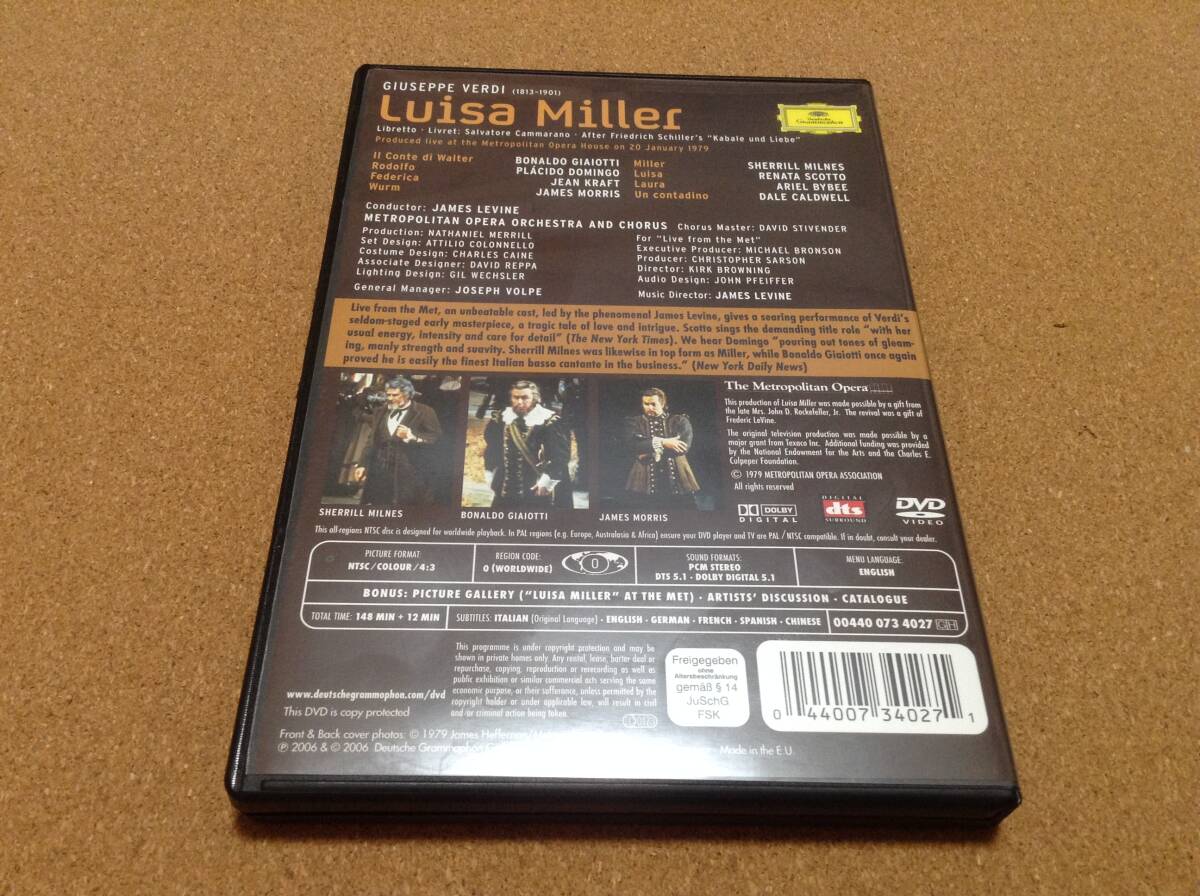 GIUSEPPE VERDI (1813-1901)
Luisa Miller
Deutsche Grammophon
Libretto · Livret: Salvatore Cammarano · After Friedrich Schiller's "Kabale und Liebe"
Produced live at the Metropolitan Opera House on 20 January 1979
Il Conte di Walter BONALDO GIAIOTTI
Rodolfo PLÁCIDO DOMINGO
Federica JEAN KRAFT
Wurm JAMES MORRIS
Miller SHERRILL MILNES
Luisa RENATA SCOTTO
Laura ARIEL BYBEE
Un contadino DALE CALDWELL
Conductor: JAMES LEVINE
METROPOLITAN OPERA ORCHESTRA AND CHORUS Chorus Master: DAVID STIVENDER
Production: NATHANIEL MERRILL
Set Design: ATTILIO COLONNELLO
Costume Design: CHARLES CAINE
Associate Designer: DAVID REPPA
Lighting Design: GIL WECHSLER
General Manager: JOSEPH VOLPE
For "Live from the Met"
Executive Producer: MICHAEL BRONSON
Producer: CHRISTOPHER SARSON
Director: KIRK BROWNING
Audio Design: JOHN PFEIFFER
Music Director: JAMES LEVINE
Live from the Met, an unbeatable cast, led by the phenomenal James Levine, gives a searing performance of Verdi's
seldom-staged early masterpiece, a tragic tale of love and intrigue. Scotto sings the demanding title role "with her
usual energy, intensity and care for detail" (The New York Times). We hear Domingo "pouring out tones of gleam-
ing, manly strength and suavity. Sherrill Milnes was likewise in top form as Miller, while Bonaldo Giaiotti once again
proved he is easily the finest Italian basso cantante in the business." (New York Daily News)
The Metropolitan Opera
This production of Luisa Miller was made possible by a gift from
the late Mrs. John D. Rockefeller, Jr. The revival was a gift of
Frederic LeVine.
The original television production was made possible by a
major grant from Texaco Inc. Additional funding was provided
by the National Endowment for the Arts and the Charles E.
Culpeper Foundation.
© 1979 METROPOLITAN OPERA ASSOCIATION
All rights reserved
SHERRILL MILNES
BONALDO GIAIOTTI
JAMES MORRIS
DOLBY
DIGITAL
DIGITAL
dts
SURROUND
DVD
VIDEO
This all-regions NTSC disc is designed for worldwide playback. In PAL regions (e.g. Europe, Australasia & Africa) ensure your DVD player and TV are PAL / NTSC compatible. If in doubt, consult your dealer.
PICTURE FORMAT:
NTSC/COLOUR/4:3
REGION CODE:
0 (WORLDWIDE)
0
SOUND FORMATS:
PCM STEREO
DTS 5.1 · DOLBY DIGITAL 5.1
MENU LANGUAGE:
ENGLISH
BONUS: PICTURE GALLERY ("LUISA MILLER" AT THE MET) · ARTISTS' DISCUSSION · CATALOGUE
TOTAL TIME: 148 MIN + 12 MIN
SUBTITLES: ITALIAN (Original Language) · ENGLISH · GERMAN · FRENCH · SPANISH · CHINESE
00440 073 4027 GH
This programme is under copyright protection and may be
shown in private homes only. Any rental, lease, barter deal or
repurchase, copying, reproduction or rerecording as well as
public exhibition or similar commercial acts serving the same
economic purpose, or their sufferance, unless permitted by the
copyright holder or under applicable law, will result in civil
and/or criminal action being taken.
www.deutschegrammophon.com/dvd
This DVD is copy protected
Freigegeben
ohne
Altersbeschränkung
gemäß § 14
JuSchG
FSK
0 44007 34027 1
Front & Back cover photos: © 1979 James Heffernan/Metropolitan
℗ 2006 & © 2006 Deutsche Grammophon
Made in the E.U.